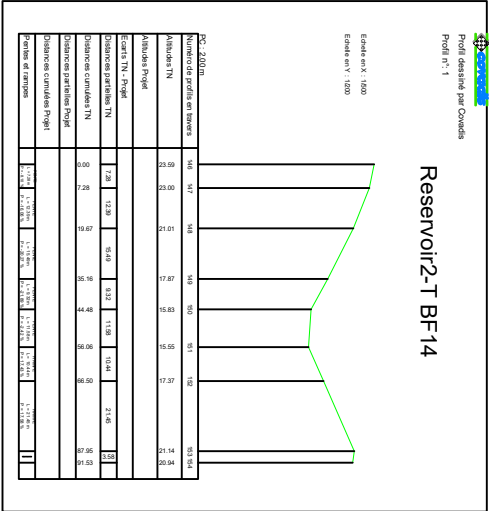 covadis
Profil dessiné par Covadis
Profil n°: 1
Reservoir2-T BF14
Echelle en X : 1/500
Echelle en Y : 1/200
PC : 2.00 m
Numéro de profils en travers 146 147 148 149 150 151 152 153 154
Altitudes TN 23.59 23.00 21.01 17.87 15.83 15.55 17.37 21.14 20.94
Altitudes Projet
Ecarts TN - Projet
Distances partielles TN 7.28 12.39 15.49 9.32 11.58 10.44 21.45 3.58
Distances cumulées TN 0.00 7.28 19.67 35.16 44.48 56.06 66.50 87.95 91.53
Distances partielles Projet
Distances cumulées Projet
Pentes et rampes